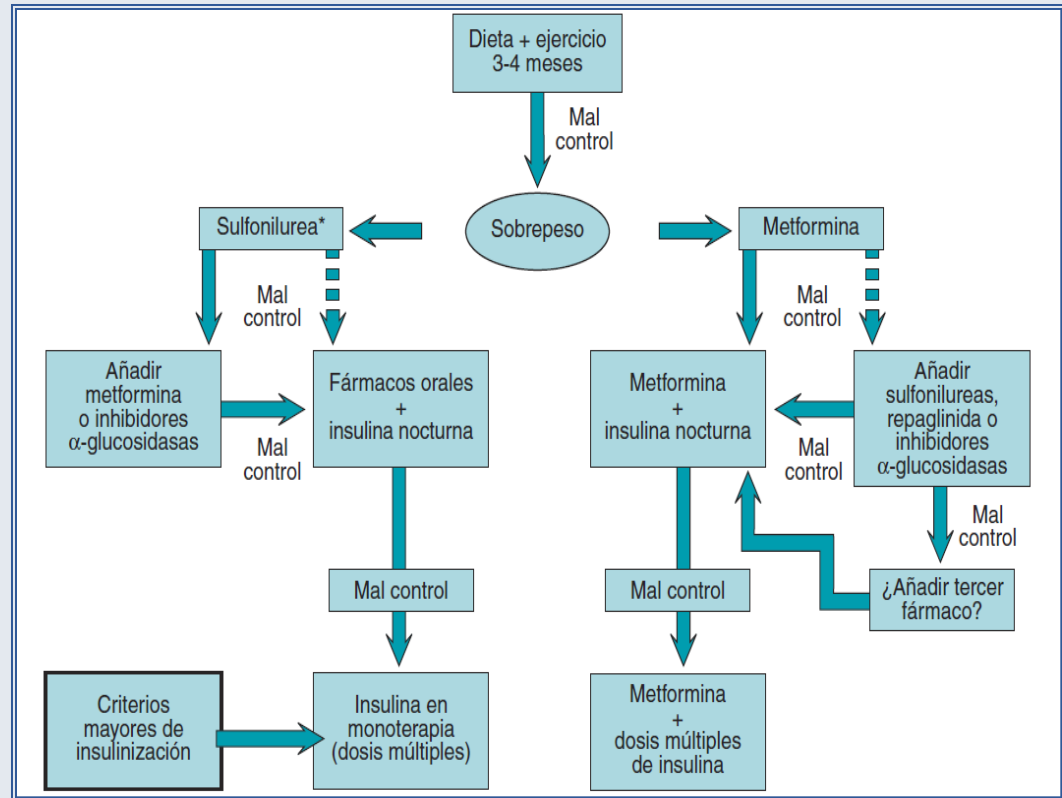 Dieta + ejercicio
3-4 meses
Mal
control
Sobrepeso
Sulfonilurea*
Metformina
Mal
control
Mal
control
Añadir
metformina
o inhibidores
α-glucosidasas
Mal
control
Fármacos orales
+
insulina nocturna
Metformina
+
insulina nocturna
Mal
control
Añadir
sulfonilureas,
repaglinida o
inhibidores
α-glucosidasas
Mal
control
Mal control
Mal control
¿Añadir tercer
fármaco?
Criterios
mayores de
insulinización
Insulina en
monoterapia
(dosis múltiples)
Metformina
+
dosis múltiples
de insulina